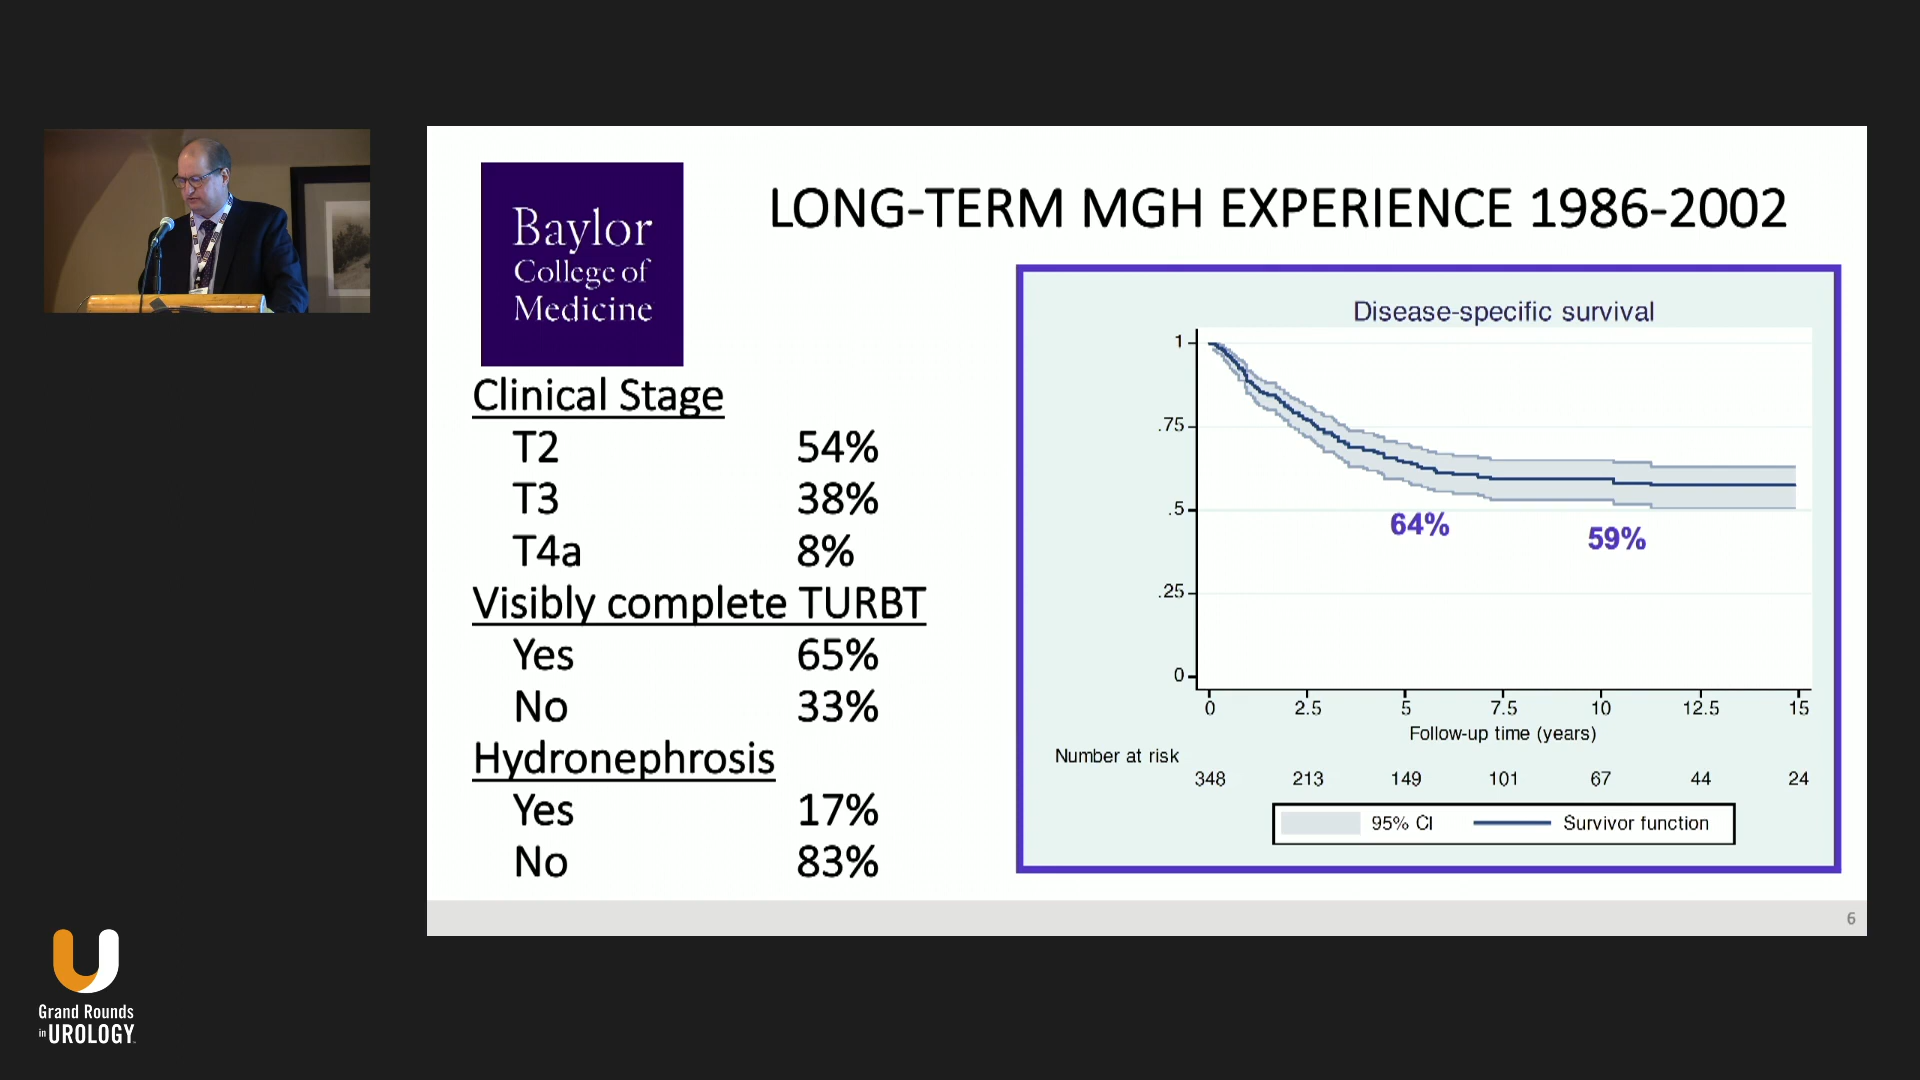 Baylor
College of
Medicine
LONG-TERM MGH EXPERIENCE 1986-2002
Clinical Stage
T2 54%
T3 38%
T4a 8%
Visibly complete TURBT
Yes 65%
No 33%
Hydronephrosis
Yes 17%
No 83%
Disease-specific survival
1
.75
.5
.25
0
64%
59%
0 2.5 5 7.5 10 12.5 15
Follow-up time (years)
Number at risk
348 213 149 101 67 44 24
95% CI Survivor function
6
Grand Rounds
in UROLOGY